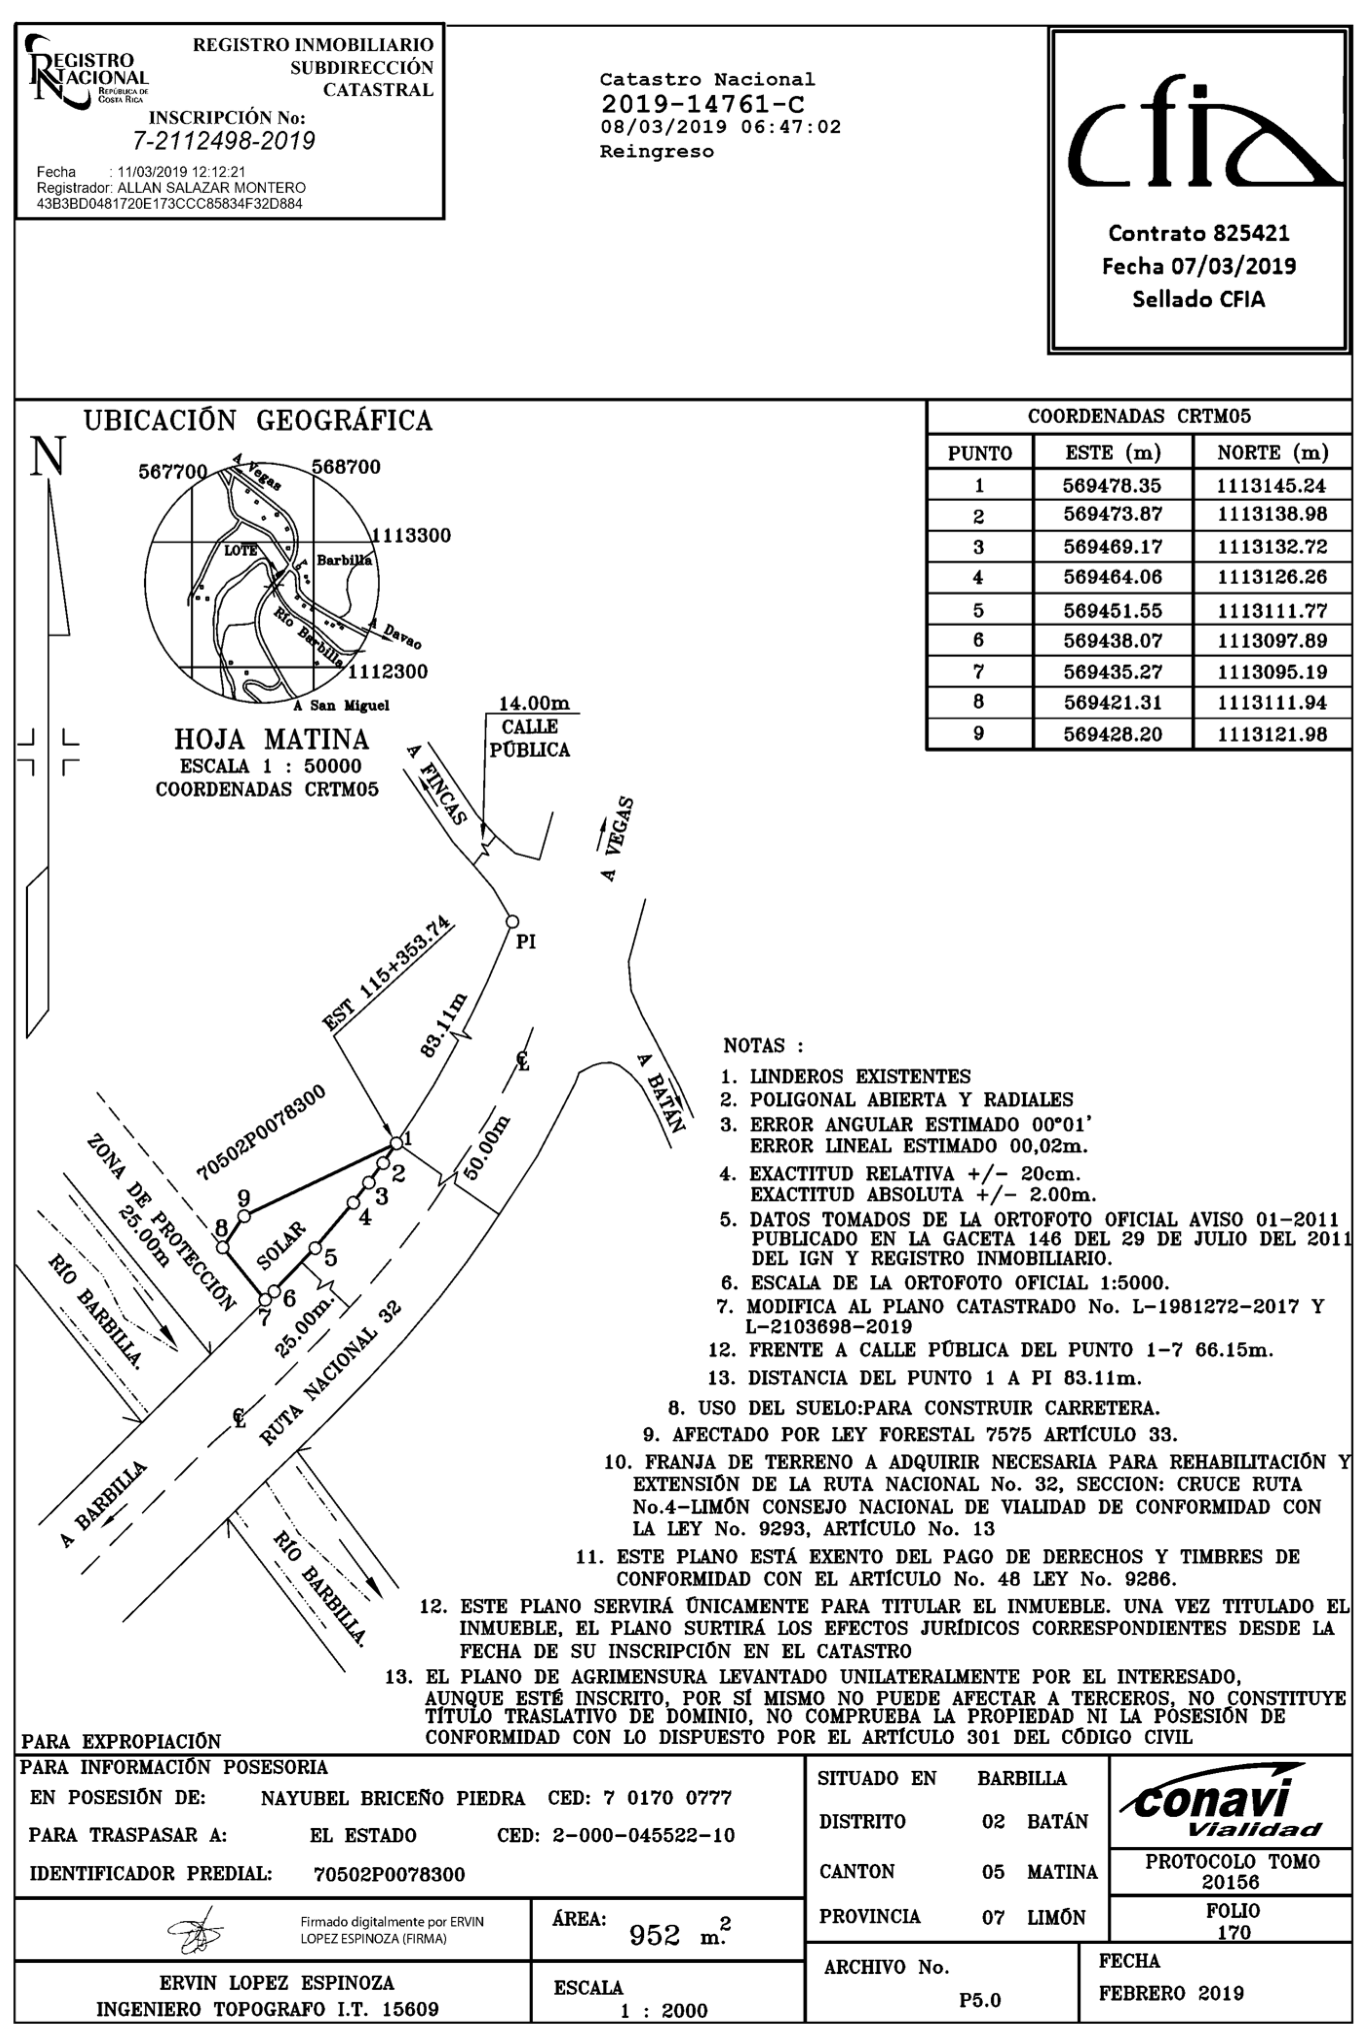 REGISTRO NACIONAL
REPÚBLICA DE COSTA RICA
REGISTRO INMOBILIARIO
SUBDIRECCIÓN
CATASTRAL
INSCRIPCIÓN No:
7-2112498-2019
Fecha : 11/03/2019 12:12:21
Registrador: ALLAN SALAZAR MONTERO
43B3BD0481720E173CCC85834F32D884
Catastro Nacional
2019-14761-C
08/03/2019 06:47:02
Reingreso
cfia
Contrato 825421
Fecha 07/03/2019
Sellado CFIA
UBICACIÓN GEOGRÁFICA
N
567700
568700
A Vegas
1113300
LOTE
Barbilla
Río Barbilla
A Davao
1112300
A San Miguel
HOJA MATINA
ESCALA 1 : 50000
COORDENADAS CRTM05
COORDENADAS CRTM05
PUNTO ESTE (m) NORTE (m)
1 569478.35 1113145.24
2 569473.87 1113138.98
3 569469.17 1113132.72
4 569464.06 1113126.26
5 569451.55 1113111.77
6 569438.07 1113097.89
7 569435.27 1113095.19
8 569421.31 1113111.94
9 569428.20 1113121.98
14.00m
CALLE
PÚBLICA
A FINCAS
A VEGAS
PI
EST 115+353.74
83.11m
A BATÁN
50.00m
70502P0078300
ZONA DE PROTECCIÓN
25.00m
1
2
3
4
5
6
7
8
9
SOLAR
RÍO BARBILLA.
25.00m.
RUTA NACIONAL 32
A BARBILLA
RÍO BARBILLA.
NOTAS :
1. LINDEROS EXISTENTES
2. POLIGONAL ABIERTA Y RADIALES
3. ERROR ANGULAR ESTIMADO 00°01'
ERROR LINEAL ESTIMADO 00,02m.
4. EXACTITUD RELATIVA +/- 20cm.
EXACTITUD ABSOLUTA +/- 2.00m.
5. DATOS TOMADOS DE LA ORTOFOTO OFICIAL AVISO 01-2011
PUBLICADO EN LA GACETA 146 DEL 29 DE JULIO DEL 2011
DEL IGN Y REGISTRO INMOBILIARIO.
6. ESCALA DE LA ORTOFOTO OFICIAL 1:5000.
7. MODIFICA AL PLANO CATASTRADO No. L-1981272-2017 Y
L-2103698-2019
12. FRENTE A CALLE PÚBLICA DEL PUNTO 1-7 66.15m.
13. DISTANCIA DEL PUNTO 1 A PI 83.11m.
8. USO DEL SUELO:PARA CONSTRUIR CARRETERA.
9. AFECTADO POR LEY FORESTAL 7575 ARTÍCULO 33.
10. FRANJA DE TERRENO A ADQUIRIR NECESARIA PARA REHABILITACIÓN Y
EXTENSIÓN DE LA RUTA NACIONAL No. 32, SECCION: CRUCE RUTA
No.4-LIMÓN CONSEJO NACIONAL DE VIALIDAD DE CONFORMIDAD CON
LA LEY No. 9293, ARTÍCULO No. 13
11. ESTE PLANO ESTÁ EXENTO DEL PAGO DE DERECHOS Y TIMBRES DE
CONFORMIDAD CON EL ARTÍCULO No. 48 LEY No. 9286.
12. ESTE PLANO SERVIRÁ ÚNICAMENTE PARA TITULAR EL INMUEBLE. UNA VEZ TITULADO EL
INMUEBLE, EL PLANO SURTIRÁ LOS EFECTOS JURÍDICOS CORRESPONDIENTES DESDE LA
FECHA DE SU INSCRIPCIÓN EN EL CATASTRO
13. EL PLANO DE AGRIMENSURA LEVANTADO UNILATERALMENTE POR EL INTERESADO,
AUNQUE ESTÉ INSCRITO, POR SÍ MISMO NO PUEDE AFECTAR A TERCEROS, NO CONSTITUYE
TÍTULO TRASLATIVO DE DOMINIO, NO COMPRUEBA LA PROPIEDAD NI LA POSESIÓN DE
CONFORMIDAD CON LO DISPUESTO POR EL ARTÍCULO 301 DEL CÓDIGO CIVIL
PARA EXPROPIACIÓN
PARA INFORMACIÓN POSESORIA
EN POSESIÓN DE: NAYUBEL BRICEÑO PIEDRA CED: 7 0170 0777
PARA TRASPASAR A: EL ESTADO CED: 2-000-045522-10
IDENTIFICADOR PREDIAL: 70502P0078300
SITUADO EN BARBILLA
DISTRITO 02 BATÁN
CANTON 05 MATINA
PROVINCIA 07 LIMÓN
conavi
Vialidad
PROTOCOLO TOMO
20156
FOLIO
170
Firmado digitalmente por ERVIN
LOPEZ ESPINOZA (FIRMA)
ÁREA: 952 m.²
ERVIN LOPEZ ESPINOZA
INGENIERO TOPOGRAFO I.T. 15609
ESCALA
1 : 2000
ARCHIVO No.
P5.0
FECHA
FEBRERO 2019